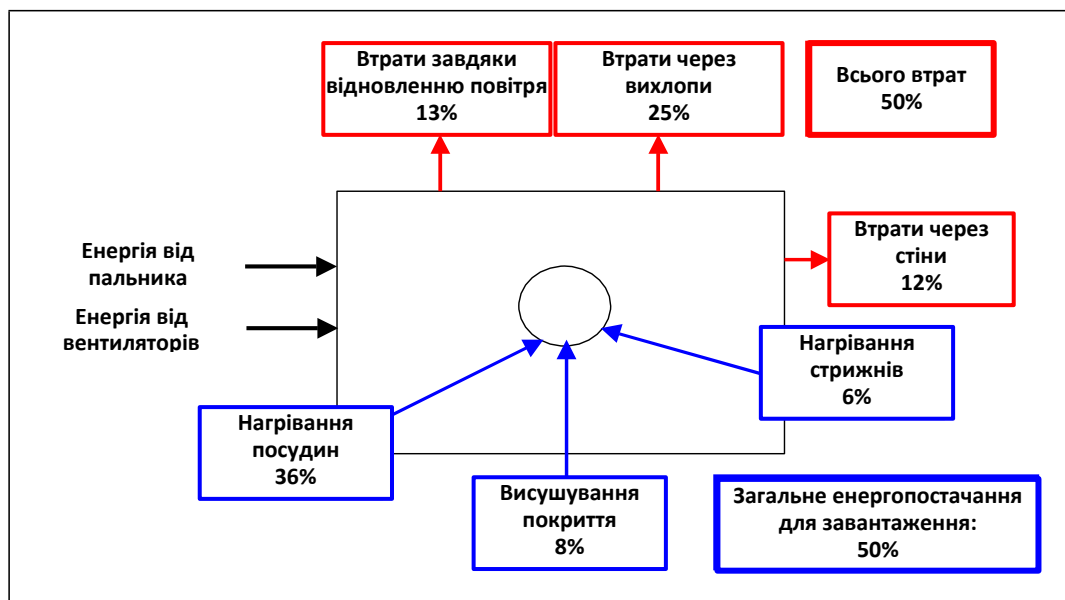 Втрати завдяки
відновленню повітря
13%
Втрати через
вихлопи
25%
Всього втрат
50%
Енергія від
пальника
Енергія від
вентиляторів
Втрати через
стіни
12%
Нагрівання
стрижнів
6%
Нагрівання
посудин
36%
Висушування
покриття
8%
Загальне енергопостачання
для завантаження:
50%